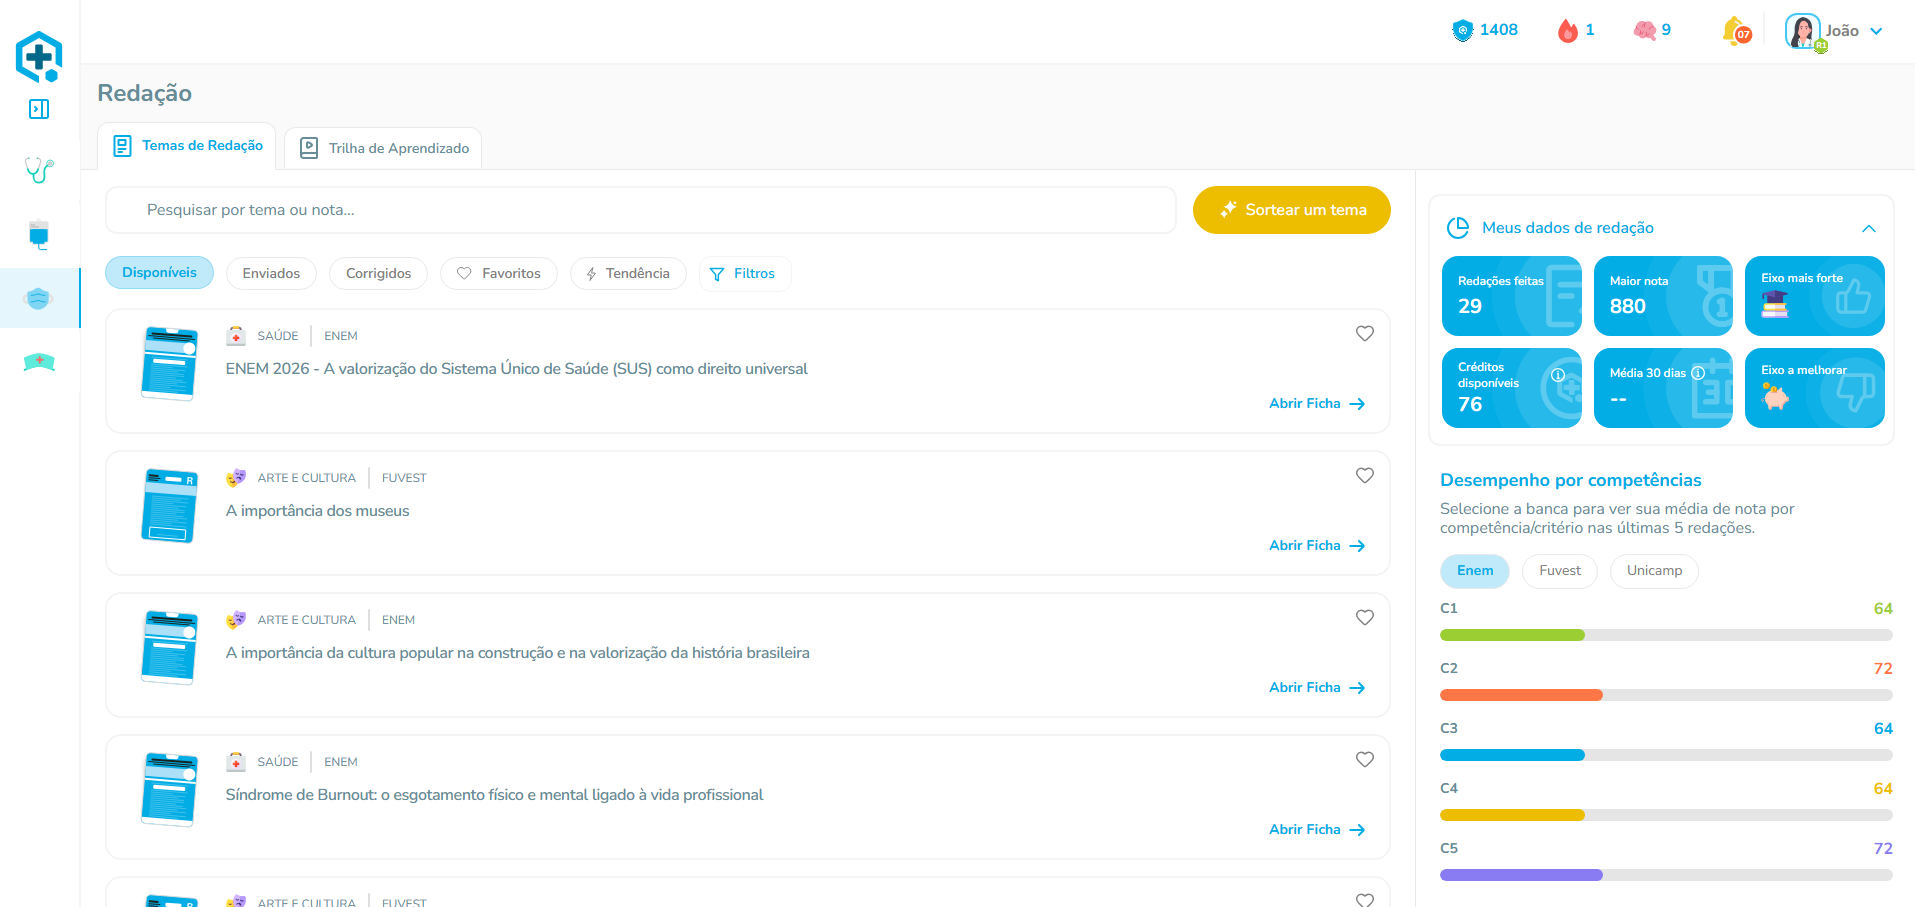 1408
1
9
07
João
R1
Redação
Temas de Redação
Trilha de Aprendizado
Pesquisar por tema ou nota...
Sortear um tema
Disponíveis
Enviados
Corrigidos
Favoritos
Tendência
Filtros
SAÚDE
ENEM
ENEM 2026 - A valorização do Sistema Único de Saúde (SUS) como direito universal
Abrir Ficha
R
ARTE E CULTURA
FUVEST
A importância dos museus
Abrir Ficha
ARTE E CULTURA
ENEM
A importância da cultura popular na construção e na valorização da história brasileira
Abrir Ficha
SAÚDE
ENEM
Síndrome de Burnout: o esgotamento físico e mental ligado à vida profissional
Abrir Ficha
R
ARTE E CULTURA
FUVEST
Meus dados de redação
Redações feitas
29
Maior nota
880
1
Eixo mais forte
Créditos
disponíveis
76
Média 30 dias
--
30
Eixo a melhorar
Desempenho por competências
Selecione a banca para ver sua média de nota por
competência/critério nas últimas 5 redações.
Enem
Fuvest
Unicamp
C1
64
C2
72
C3
64
C4
64
C5
72